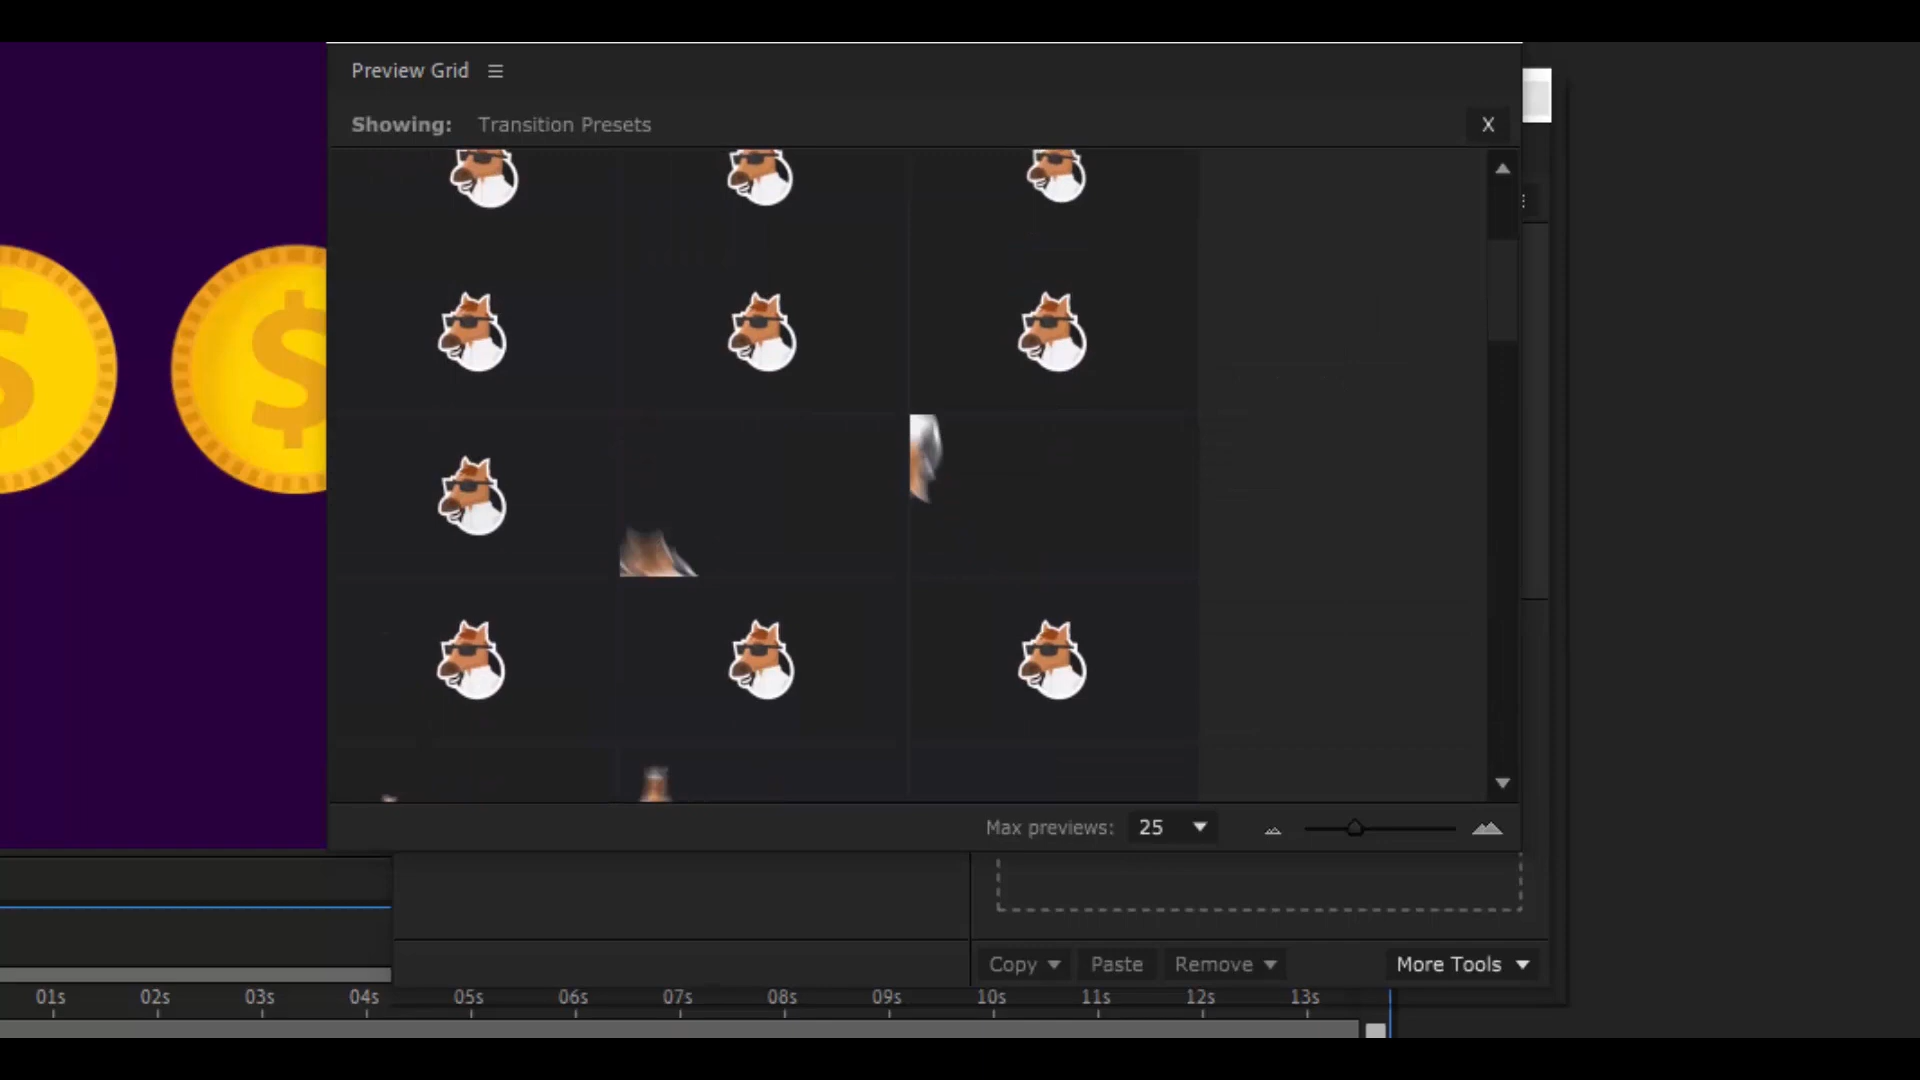 Preview Grid
Showing: Transition Presets
X
$ $
Max previews: 25
Copy Paste Remove More Tools
01s 02s 03s 04s 05s 06s 07s 08s 09s 10s 11s 12s 13s